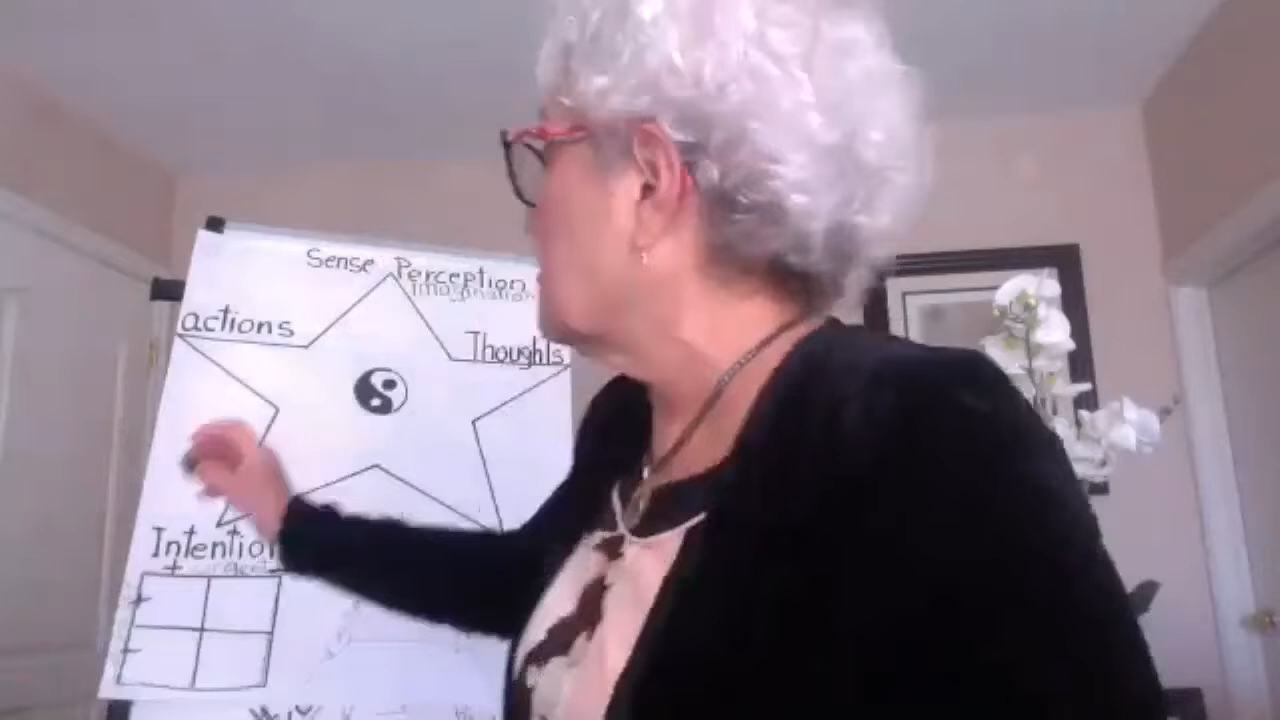 Sense Perception
Imagination
actions
Thoughts
Intention
+ -
+
-